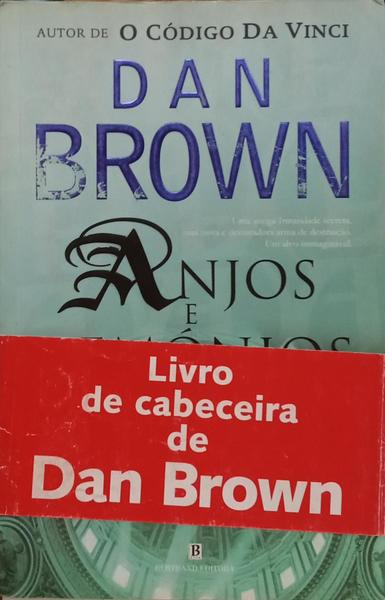 AUTOR DE O CÓDIGO DA VINCI
DAN
BROWN
Uma antiga Irmandade secreta,
uma nova e devastadora arma de destruição.
Um alvo inimaginável.
ANJOS
E
Livro
de cabeceira
de
Dan Brown
B
BERTRAND EDITORA